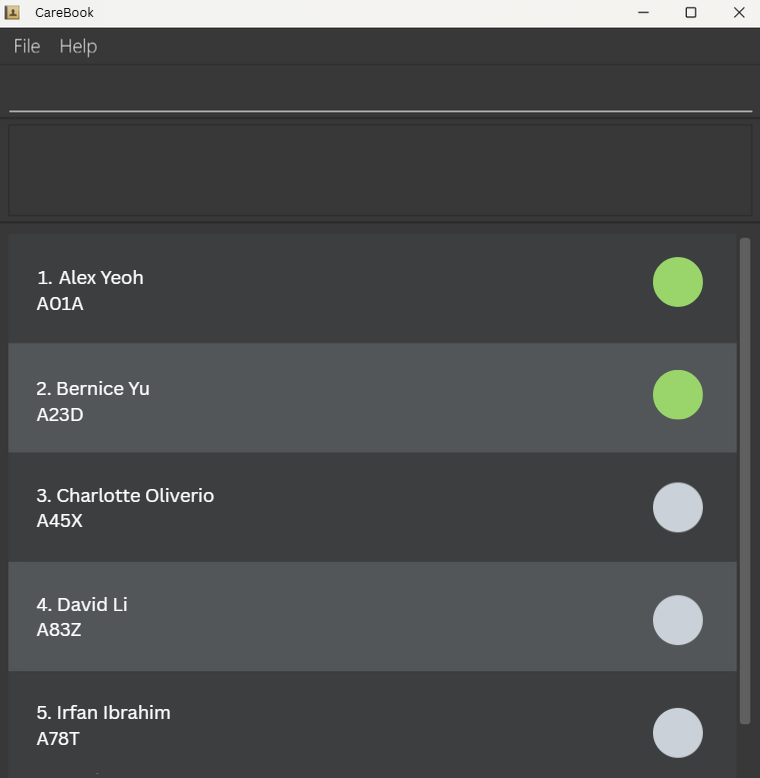 CareBook
File Help
1. Alex Yeoh
A01A
2. Bernice Yu
A23D
3. Charlotte Oliverio
A45X
4. David Li
A83Z
5. Irfan Ibrahim
A78T